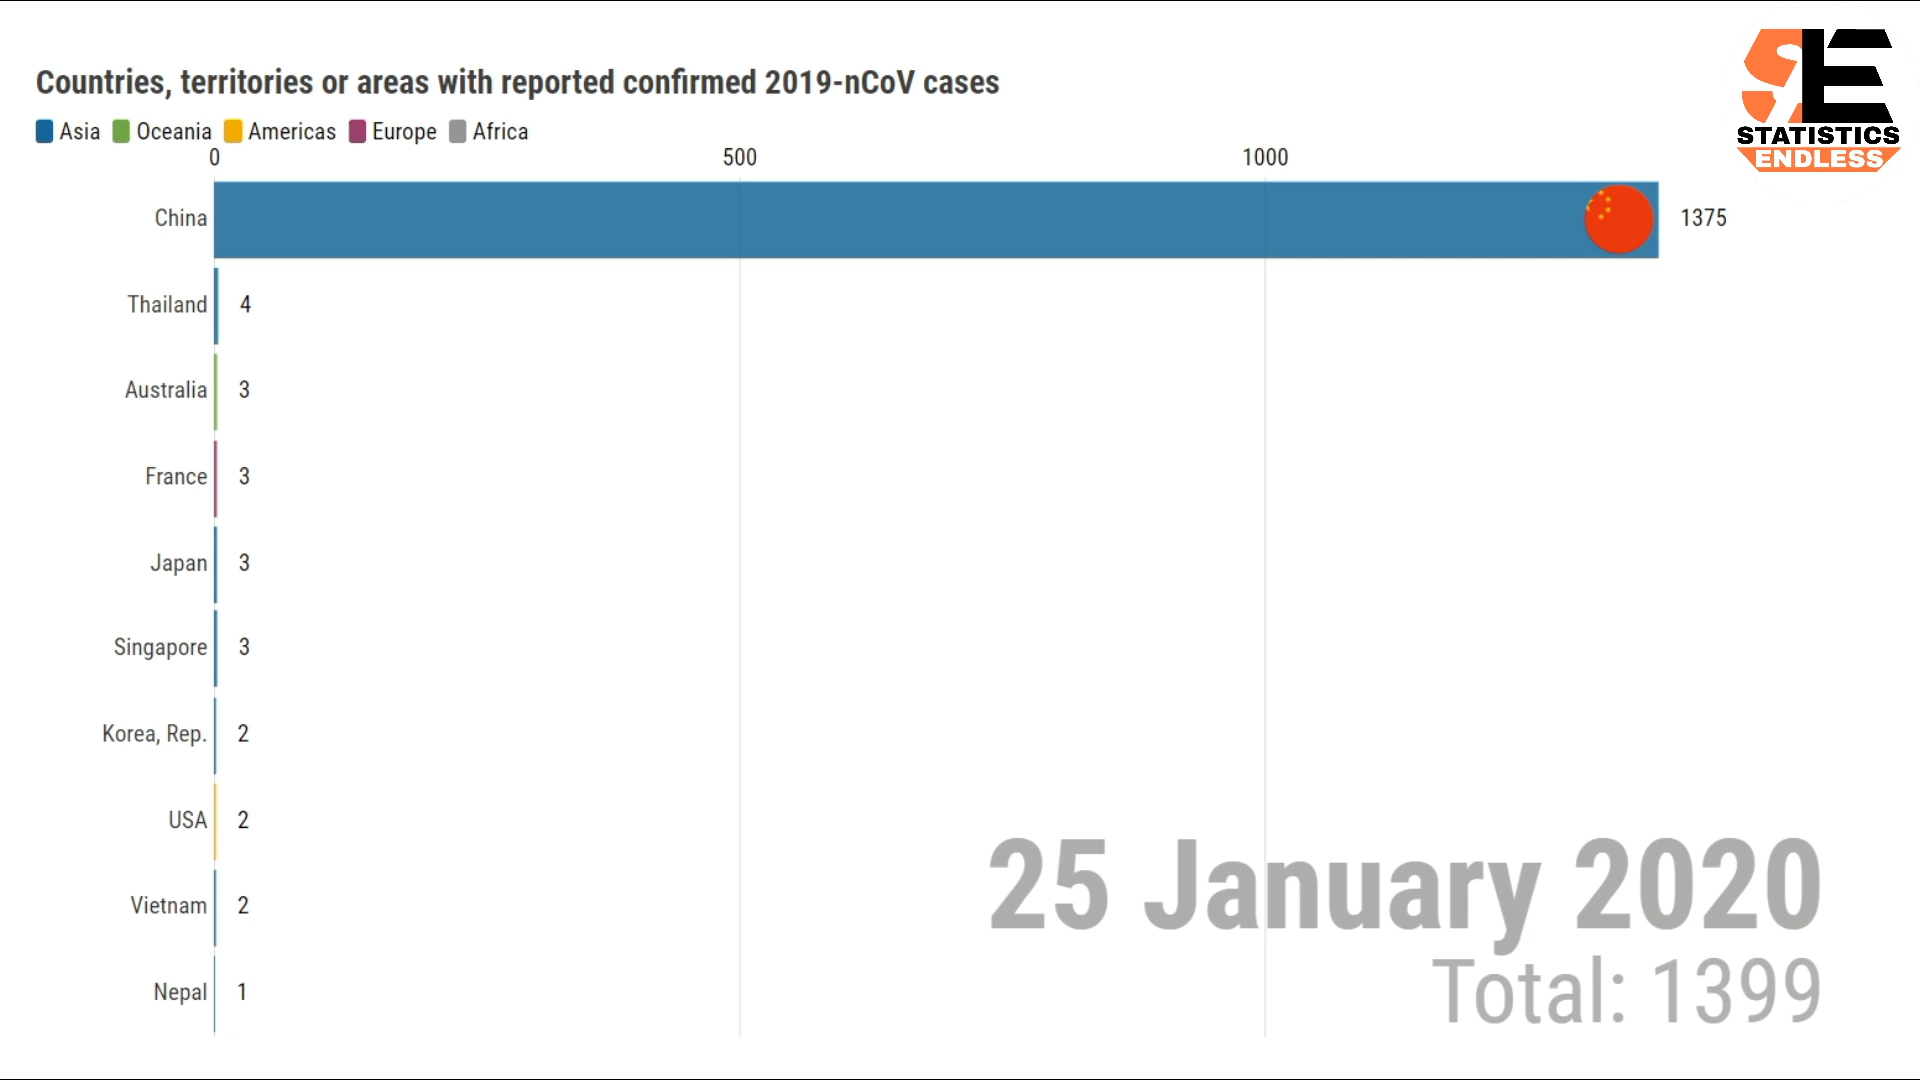 Countries, territories or areas with reported confirmed 2019-nCoV cases
Asia Oceania Americas Europe Africa
0 500 1000
China 1375
Thailand 4
Australia 3
France 3
Japan 3
Singapore 3
Korea, Rep. 2
USA 2
Vietnam 2
Nepal 1
25 January 2020
Total: 1399
SE
STATISTICS
ENDLESS